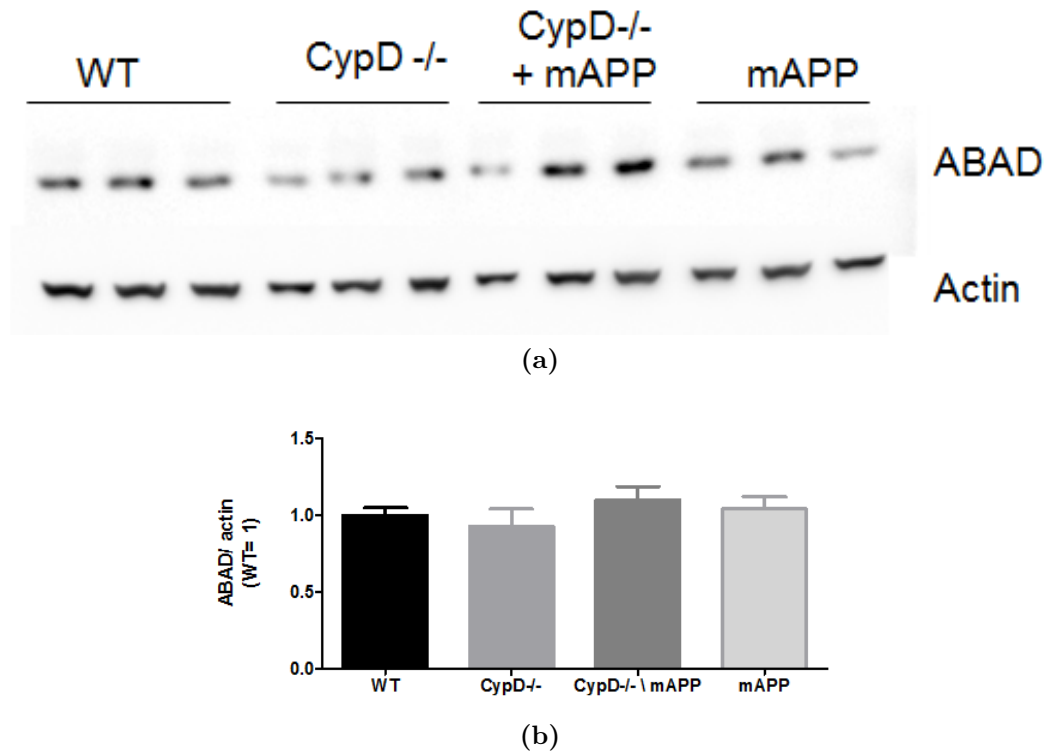 WT
CypD -/-
CypD-/-
+ mAPP
mAPP
ABAD
Actin
(a)
ABAD/ actin
(WT= 1)
1.5
1.0
0.5
0.0
WT
CypD-/-
CypD-/- \ mAPP
mAPP
(b)